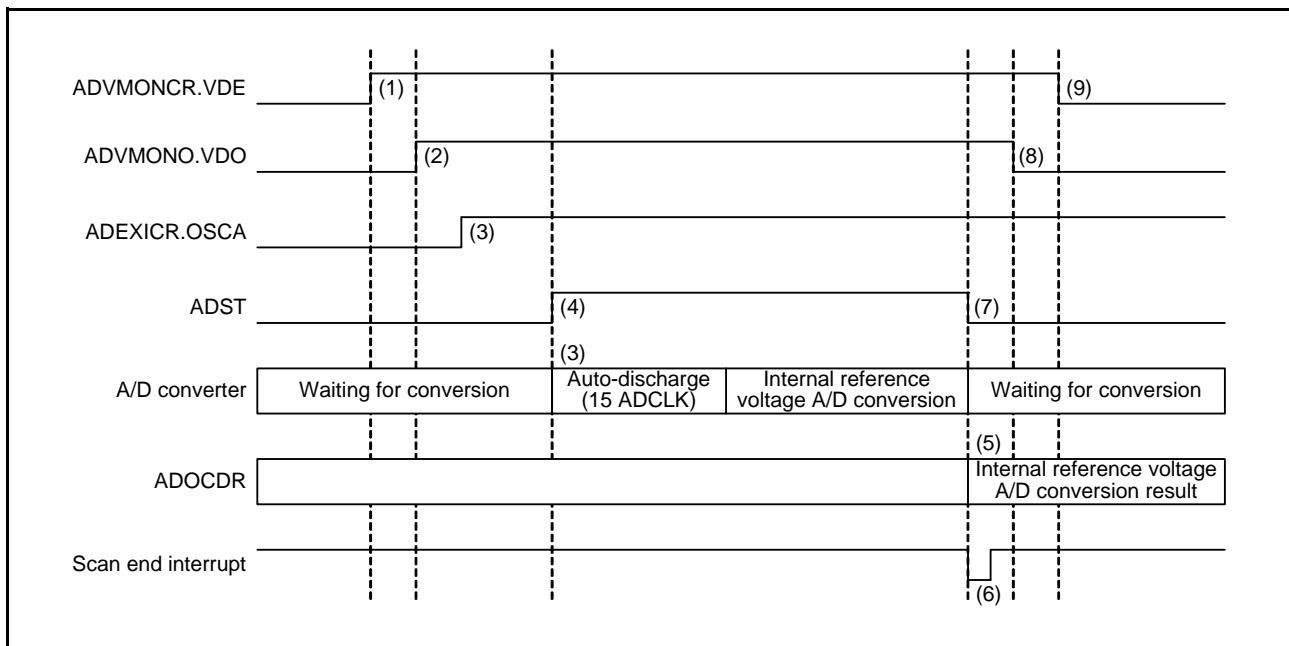 ADVMONCR.VDE
(1)
(9)
ADVMONO.VDO
(2)
(8)
ADEXICR.OSCA
(3)
ADST
(4)
(7)
(3)
A/D converter
Waiting for conversion
Auto-discharge
(15 ADCLK)
Internal reference
voltage A/D conversion
Waiting for conversion
(5)
ADOCDR
Internal reference voltage
A/D conversion result
Scan end interrupt
(6)